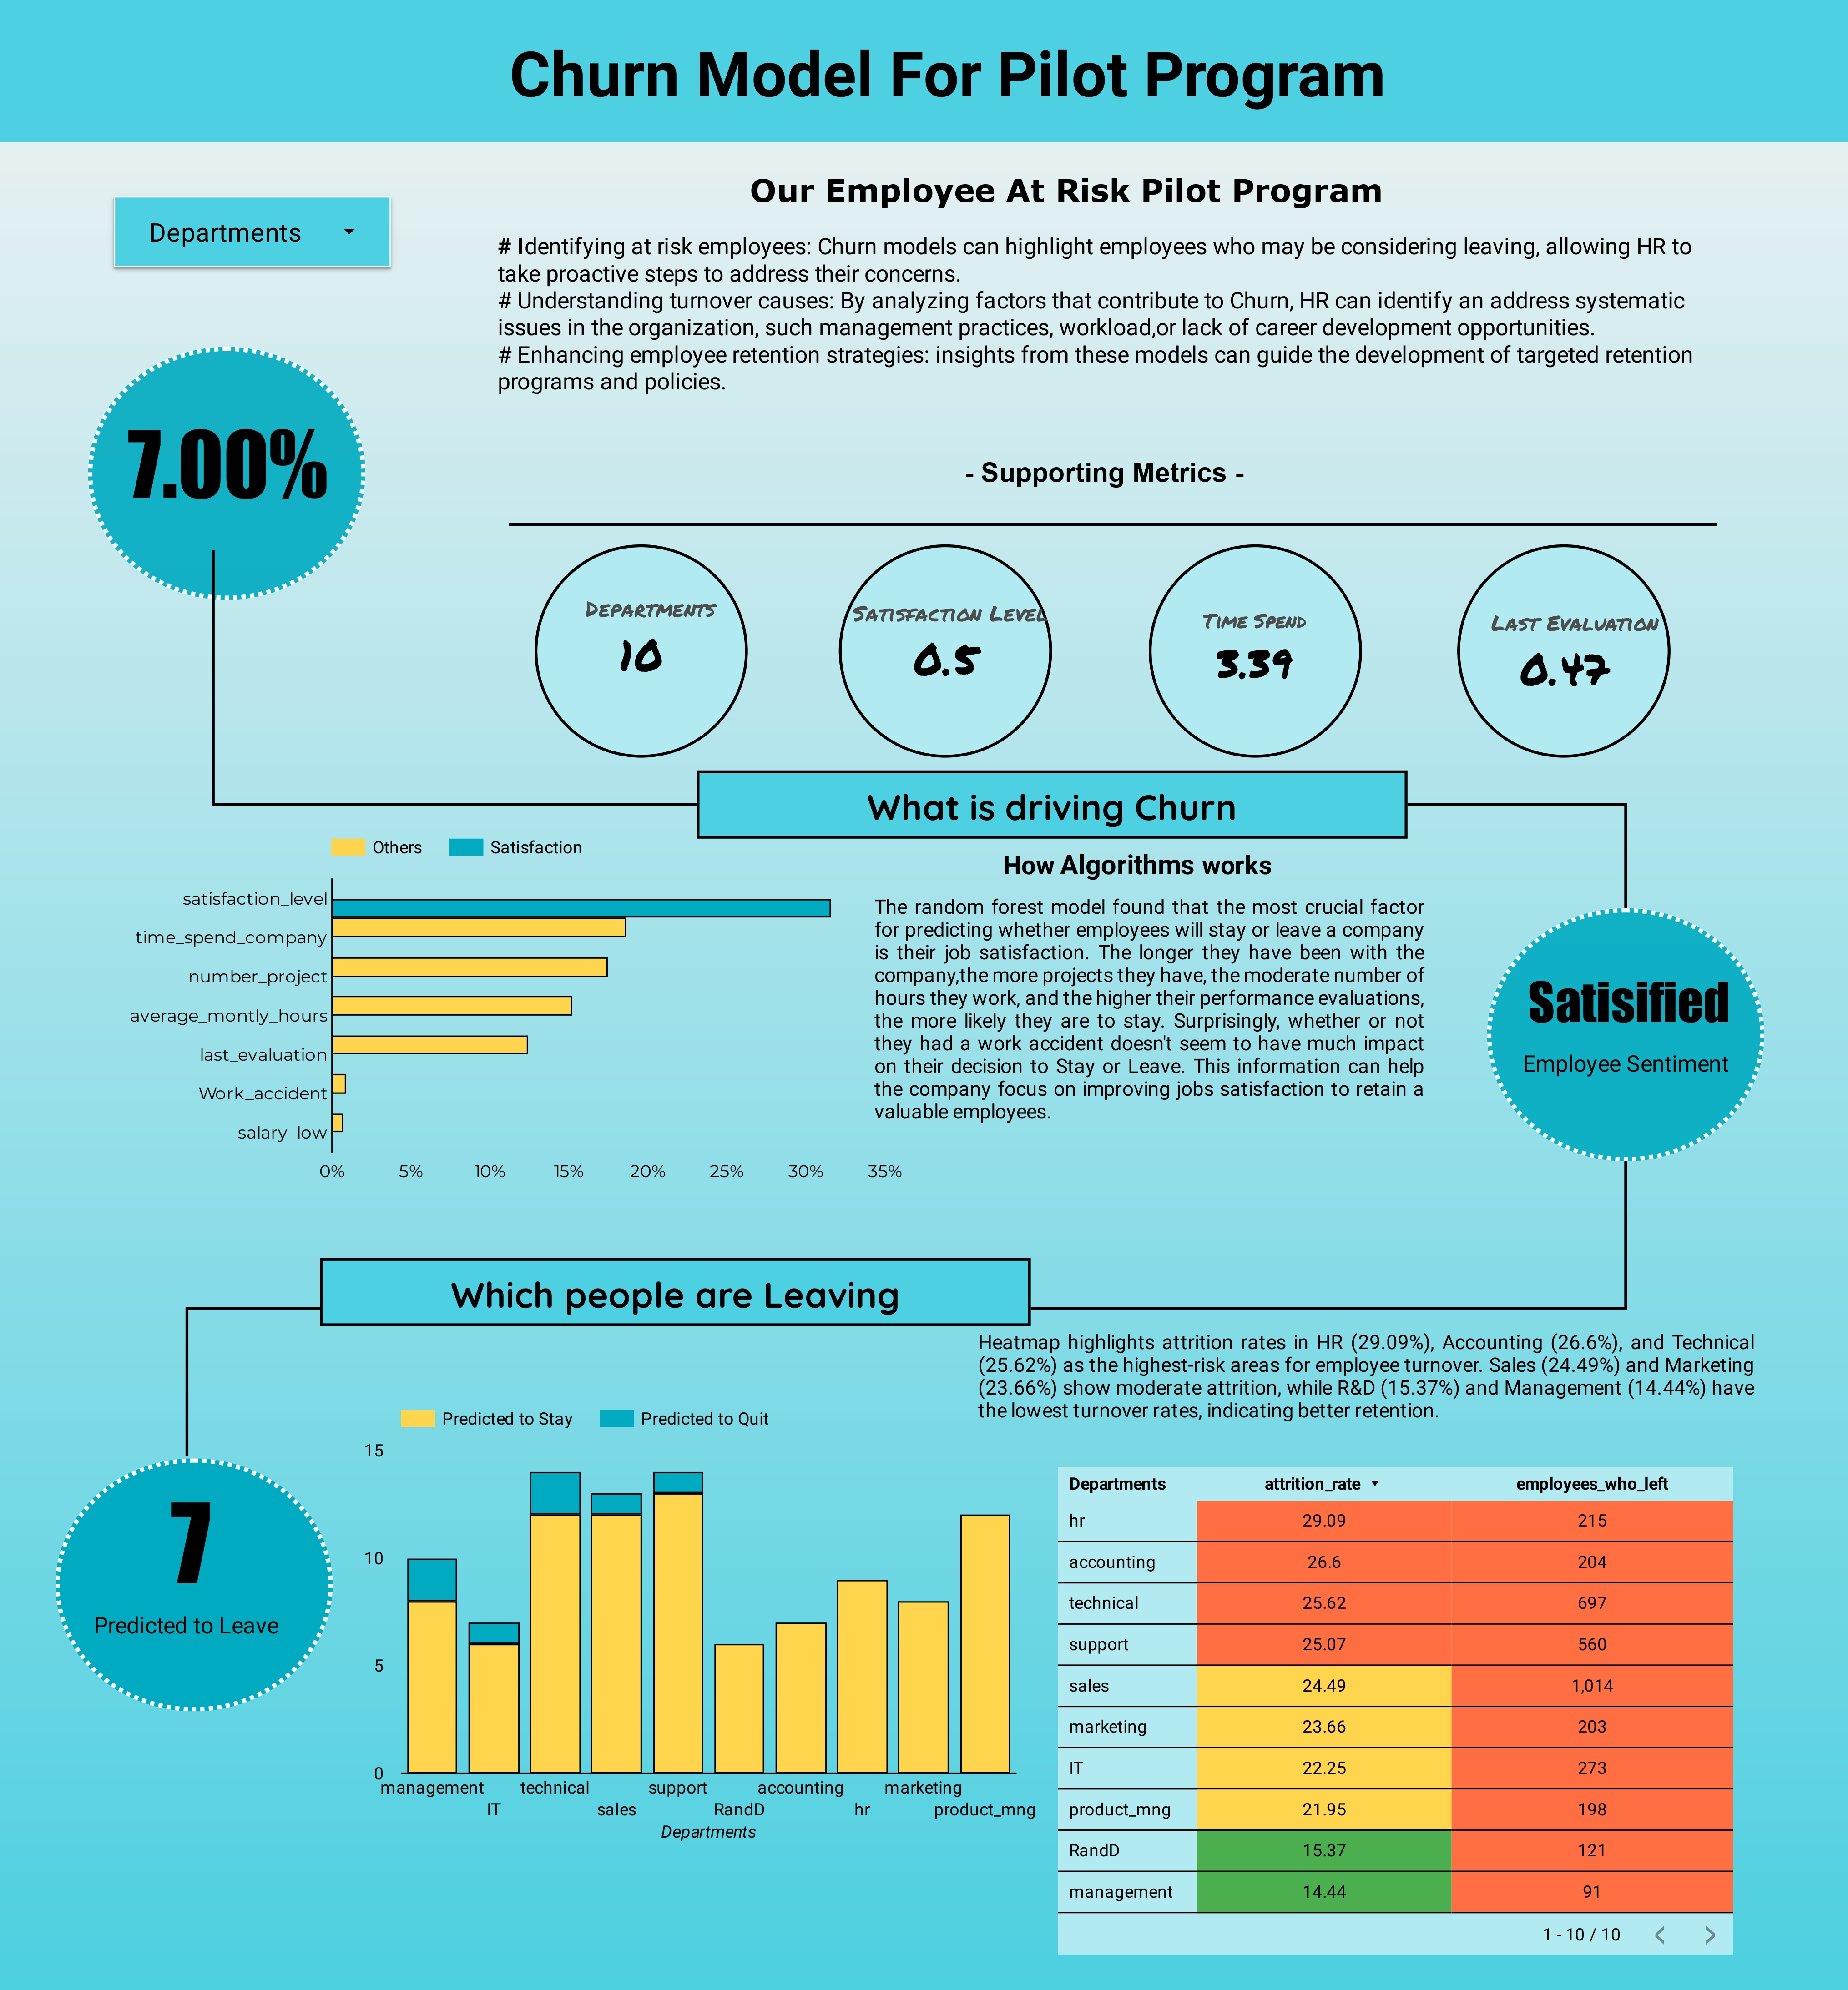 Churn Model For Pilot Program
Departments
Our Employee At Risk Pilot Program
# Identifying at risk employees: Churn models can highlight employees who may be considering leaving, allowing HR to
take proactive steps to address their concerns.
# Understanding turnover causes: By analyzing factors that contribute to Churn, HR can identify an address systematic
issues in the organization, such management practices, workload,or lack of career development opportunities.
# Enhancing employee retention strategies: insights from these models can guide the development of targeted retention
programs and policies.
7.00%
- Supporting Metrics -
Departments
10
Satisfaction Level
0.5
Time Spend
3.39
Last Evaluation
0.47
What is driving Churn
Others
Satisfaction
satisfaction_level
time_spend_company
number_project
average_montly_hours
last_evaluation
Work_accident
salary_low
0% 5% 10% 15% 20% 25% 30% 35%
How Algorithms works
The random forest model found that the most crucial factor
for predicting whether employees will stay or leave a company
is their job satisfaction. The longer they have been with the
company,the more projects they have, the moderate number of
hours they work, and the higher their performance evaluations,
the more likely they are to stay. Surprisingly, whether or not
they had a work accident doesn't seem to have much impact
on their decision to Stay or Leave. This information can help
the company focus on improving jobs satisfaction to retain a
valuable employees.
Satisified
Employee Sentiment
Which people are Leaving
Heatmap highlights attrition rates in HR (29.09%), Accounting (26.6%), and Technical
(25.62%) as the highest-risk areas for employee turnover. Sales (24.49%) and Marketing
(23.66%) show moderate attrition, while R&D (15.37%) and Management (14.44%) have
the lowest turnover rates, indicating better retention.
7
Predicted to Leave
Predicted to Stay
Predicted to Quit
15
10
5
0
management technical support accounting marketing
IT sales RandD hr product_mng
Departments
Departments attrition_rate employees_who_left
hr 29.09 215
accounting 26.6 204
technical 25.62 697
support 25.07 560
sales 24.49 1,014
marketing 23.66 203
IT 22.25 273
product_mng 21.95 198
RandD 15.37 121
management 14.44 91
1 - 10 / 10